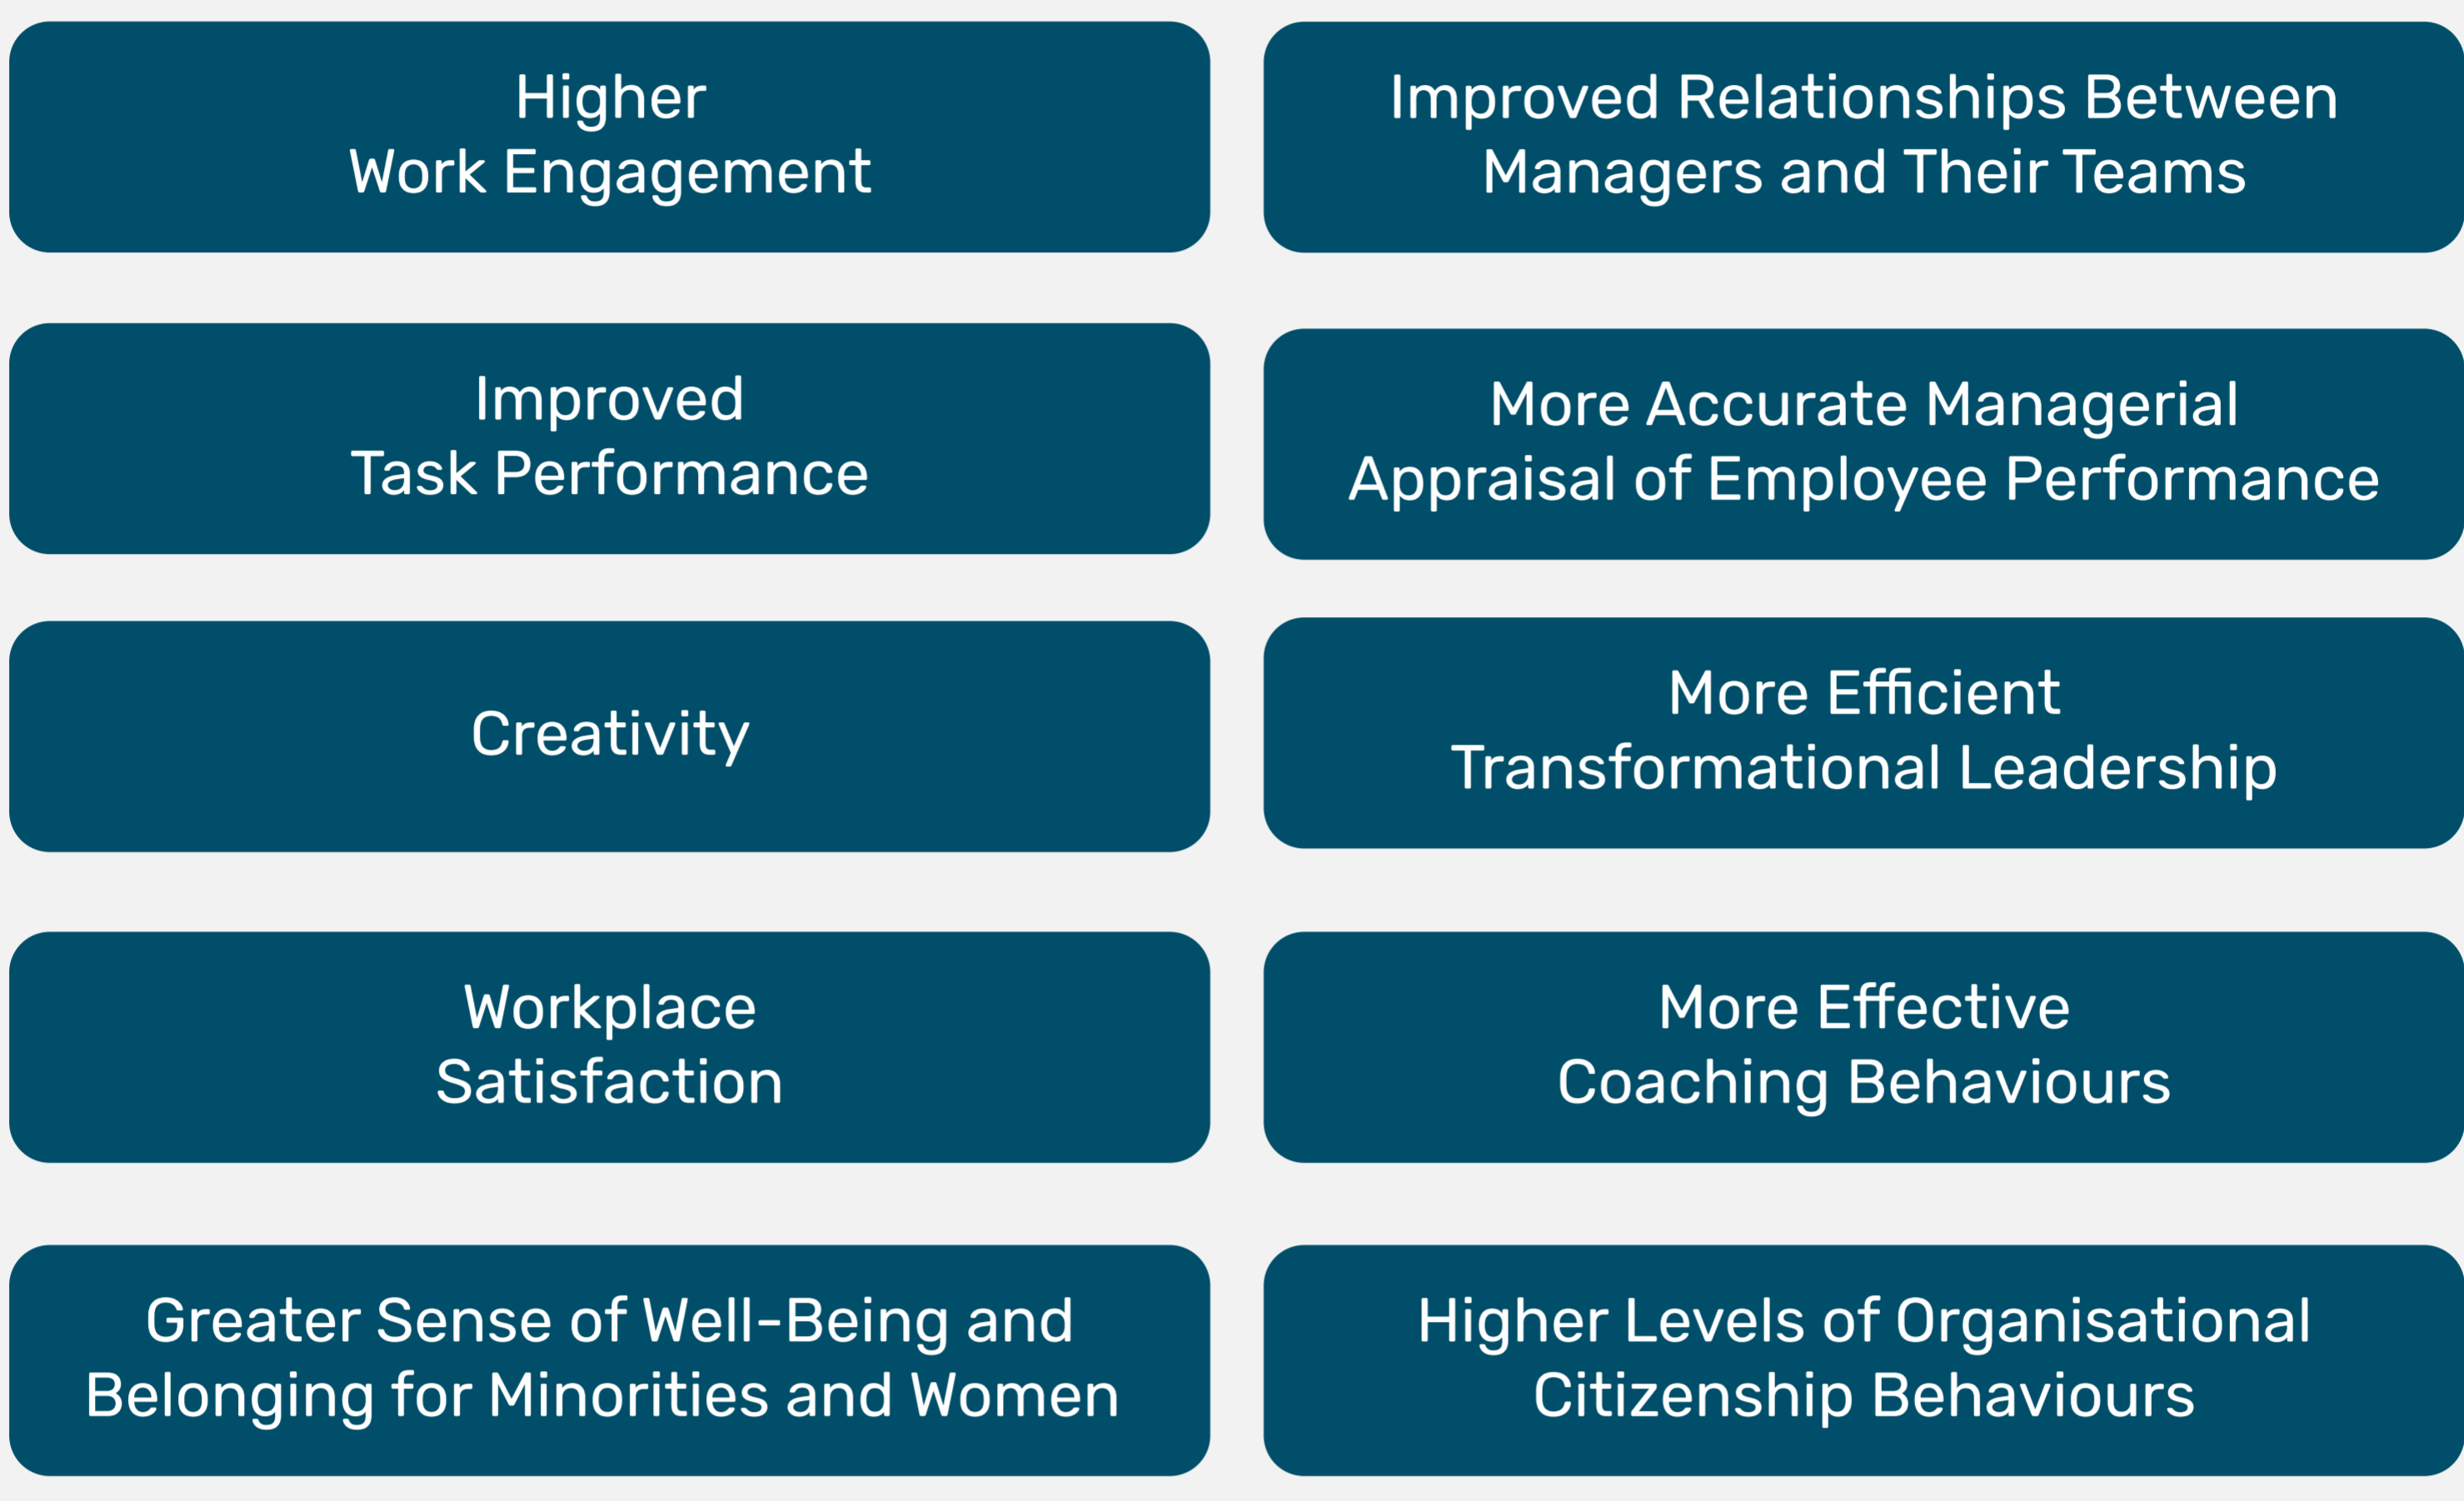 Higher
Work Engagement
Improved Relationships Between
Managers and Their Teams
Improved
Task Performance
More Accurate Managerial
Appraisal of Employee Performance
Creativity
More Efficient
Transformational Leadership
Workplace
Satisfaction
More Effective
Coaching Behaviours
Greater Sense of Well-Being and
Belonging for Minorities and Women
Higher Levels of Organisational
Citizenship Behaviours